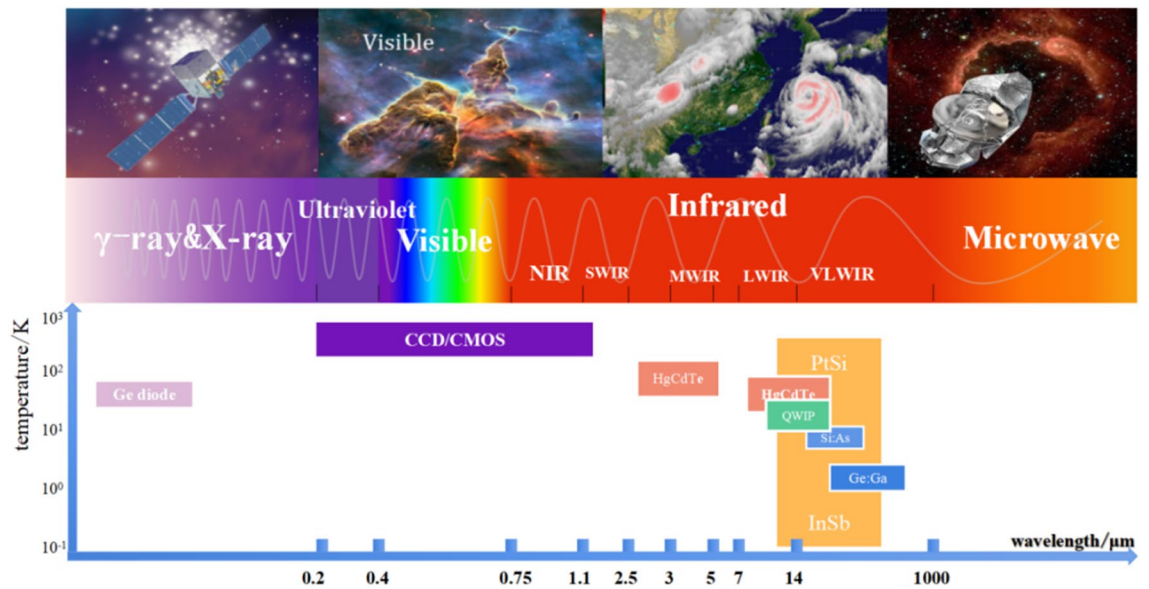 Visible
γ-ray&X-ray
Ultraviolet
Visible
Infrared
Microwave
NIR
SWIR
MWIR
LWIR
VLWIR
temperature/K
10³
10²
10¹
10⁰
10⁻¹
CCD/CMOS
Ge diode
HgCdTe
PtSi
HgCdTe
QWIP
Si:As
Ge:Ga
InSb
wavelength/μm
0.2 0.4 0.75 1.1 2.5 3 5 7 14 1000